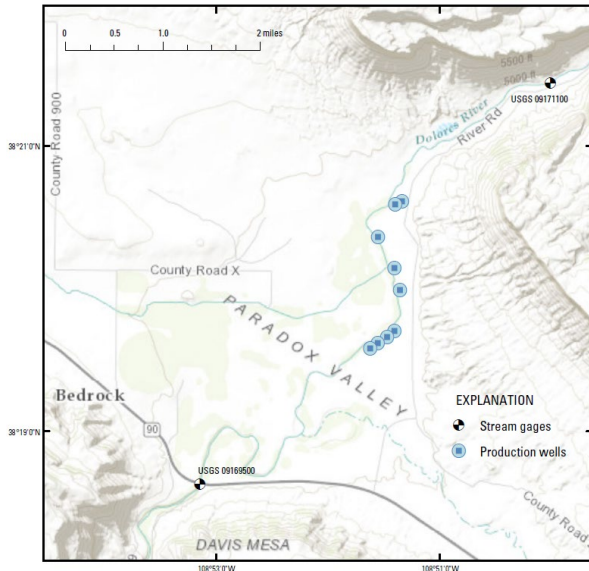 0 0.5 1.0 2 miles
5500 ft
5000 ft
USGS 09171100
Dolores River
River Rd
County Road 900
38°21'0"N
County Road X
PARADOX VALLEY
Bedrock
90
EXPLANATION
Stream gages
Production wells
38°19'0"N
USGS 09169500
County Road
DAVIS MESA
9
108°52'0"W 108°51'0"W